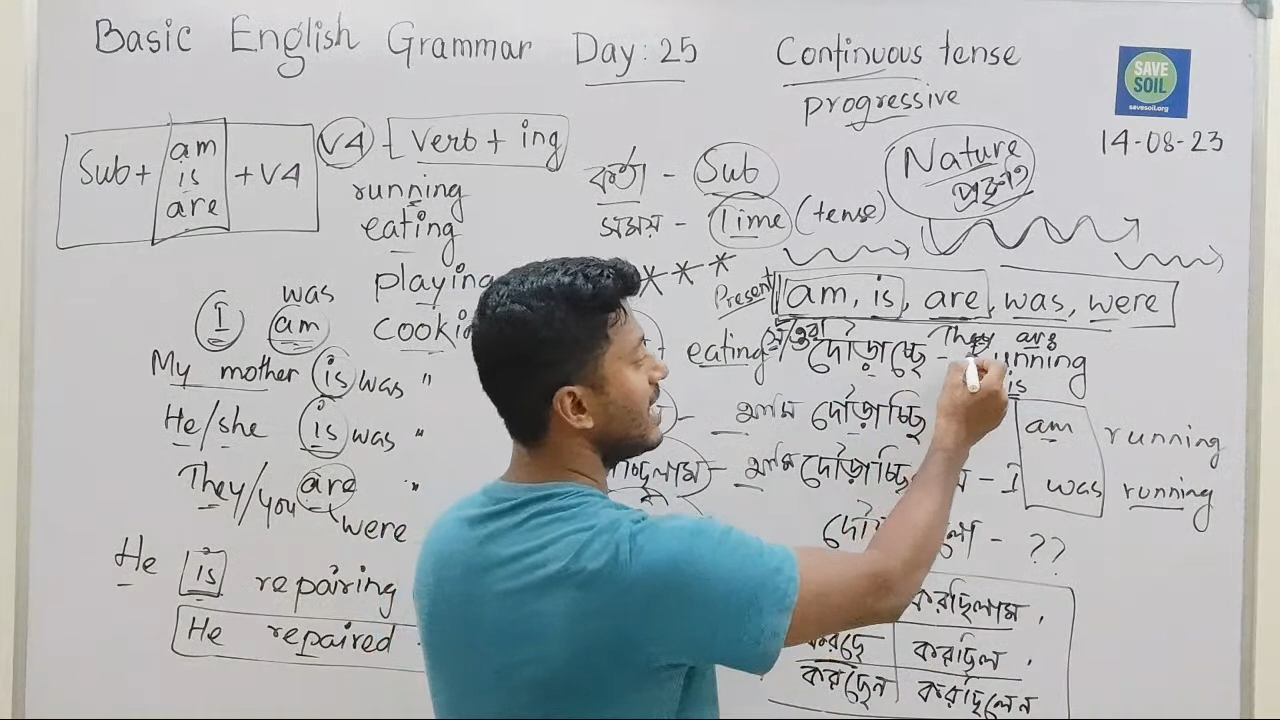 Basic English Grammar Day: 25
Continuous tense
progressive
SAVE
SOIL
savesoil.org
14-08-23
Sub + am is are + V4
V4 - Verb + ing
running
eating
playing
কর্তা - Sub
সময় - Time (tense)
Nature
Present am, is, are, was, were
eating
দৌড়াচ্ছে - They are
running
is
আমি দৌড়াচ্ছি
am running
আমি
I was running
- ??
I am was
My mother is was "
He/she is was "
They/you are "
were
He is repairing
He repaired
করছিলাম,
করছে করছিল,
করছেন করছিলেন